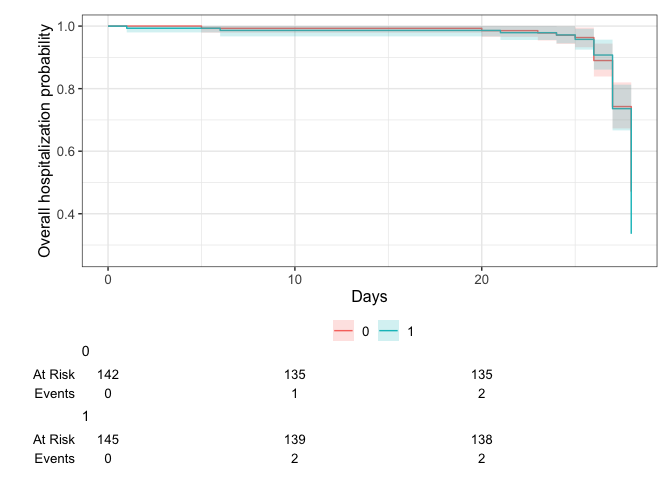 Overall hospitalization probability
1.0
0.8
0.6
0.4
0 10 20
Days
0 1
0
At Risk 142 135 135
Events 0 1 2
1
At Risk 145 139 138
Events 0 2 2